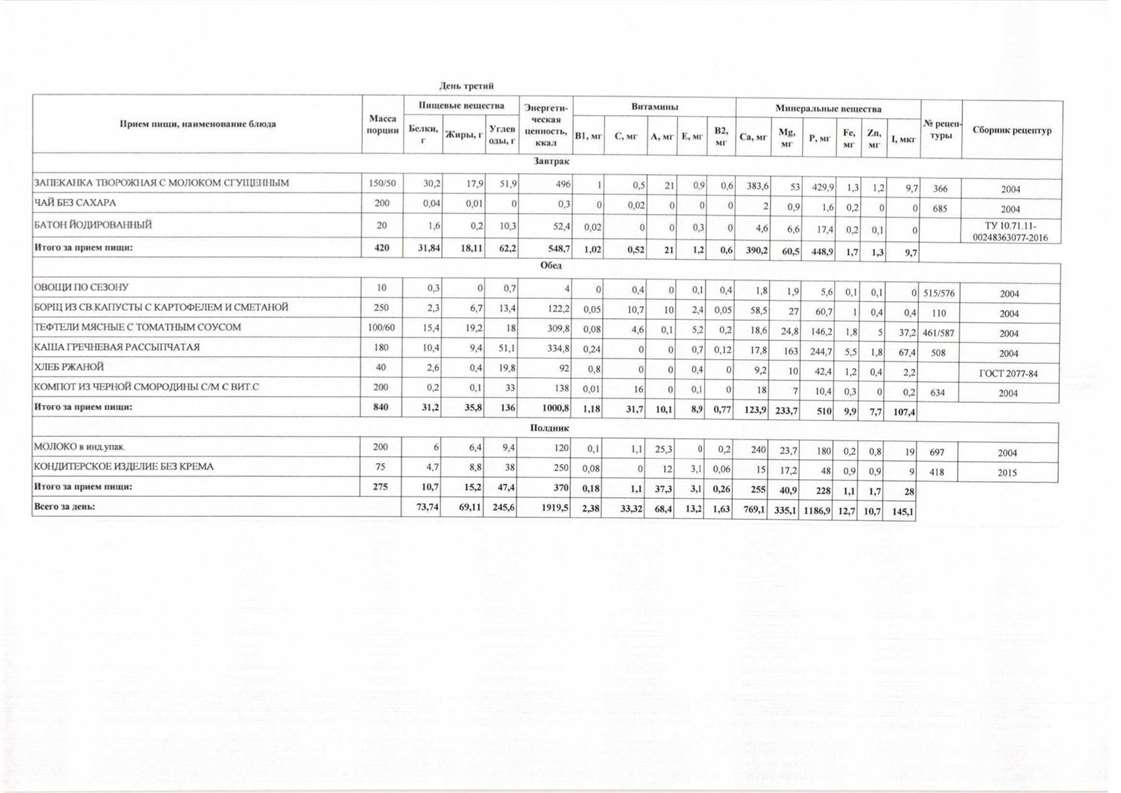 День третий
Прием пищи, наименование блюда | Масса порции | Пищевые вещества | Энергети-ческая ценность, ккал | Витамины | Минеральные вещества | № рецеп-туры | Сборник рецептур
Белки, г | Жиры, г | Углев оды, г | В1, мг | С, мг | А, мг | Е, мг | В2, мг | Са, мг | Mg, мг | Р, мг | Fe, мг | Zn, мг | I, мкг
Завтрак
ЗАПЕКАНКА ТВОРОЖНАЯ С МОЛОКОМ СГУЩЕННЫМ 150/50 30,2 17,9 51,9 496 1 0,5 21 0,9 0,6 383,6 53 429,9 1,3 1,2 9,7 366 2004
ЧАЙ БЕЗ САХАРА 200 0,04 0,01 0 0,3 0 0,02 0 0 0 2 0,9 1,6 0,2 0 0 685 2004
БАТОН ЙОДИРОВАННЫЙ 20 1,6 0,2 10,3 52,4 0,02 0 0 0,3 0 4,6 6,6 17,4 0,2 0,1 0 ТУ 10.71.11-00248363077-2016
Итого за прием пищи: 420 31,84 18,11 62,2 548,7 1,02 0,52 21 1,2 0,6 390,2 60,5 448,9 1,7 1,3 9,7
Обед
ОВОЩИ ПО СЕЗОНУ 10 0,3 0 0,7 4 0 0,4 0 0,1 0,4 1,8 1,9 5,6 0,1 0,1 0 515/576 2004
БОРЩ ИЗ СВ.КАПУСТЫ С КАРТОФЕЛЕМ И СМЕТАНОЙ 250 2,3 6,7 13,4 122,2 0,05 10,7 10 2,4 0,05 58,5 27 60,7 1 0,4 0,4 110 2004
ТЕФТЕЛИ МЯСНЫЕ С ТОМАТНЫМ СОУСОМ 100/60 15,4 19,2 18 309,8 0,08 4,6 0,1 5,2 0,2 18,6 24,8 146,2 1,8 5 37,2 461/587 2004
КАША ГРЕЧНЕВАЯ РАССЫПЧАТАЯ 180 10,4 9,4 51,1 334,8 0,24 0 0 0,7 0,12 17,8 163 244,7 5,5 1,8 67,4 508 2004
ХЛЕБ РЖАНОЙ 40 2,6 0,4 19,8 92 0,8 0 0 0,4 0 9,2 10 42,4 1,2 0,4 2,2 ГОСТ 2077-84
КОМПОТ ИЗ ЧЕРНОЙ СМОРОДИНЫ С/М С ВИТ.С 200 0,2 0,1 33 138 0,01 16 0 0,1 0 18 7 10,4 0,3 0 0,2 634 2004
Итого за прием пищи: 840 31,2 35,8 136 1000,8 1,18 31,7 10,1 8,9 0,77 123,9 233,7 510 9,9 7,7 107,4
Полдник
МОЛОКО в инд.упак. 200 6 6,4 9,4 120 0,1 1,1 25,3 0 0,2 240 23,7 180 0,2 0,8 19 697 2004
КОНДИТЕРСКОЕ ИЗДЕЛИЕ БЕЗ КРЕМА 75 4,7 8,8 38 250 0,08 0 12 3,1 0,06 15 17,2 48 0,9 0,9 9 418 2015
Итого за прием пищи: 275 10,7 15,2 47,4 370 0,18 1,1 37,3 3,1 0,26 255 40,9 228 1,1 1,7 28
Всего за день: 73,74 69,11 245,6 1919,5 2,38 33,32 68,4 13,2 1,63 769,1 335,1 1186,9 12,7 10,7 145,1